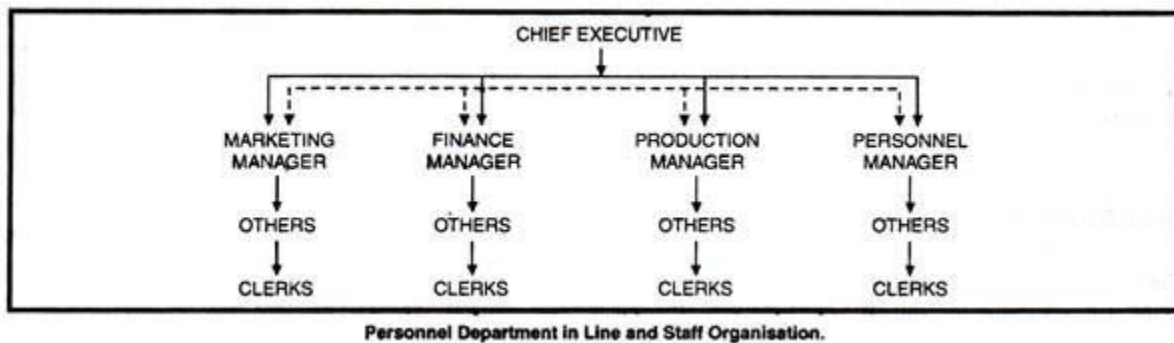 CHIEF EXECUTIVE
MARKETING MANAGER
FINANCE MANAGER
PRODUCTION MANAGER
PERSONNEL MANAGER
OTHERS OTHERS OTHERS OTHERS
CLERKS CLERKS CLERKS CLERKS
Personnel Department in Line and Staff Organisation.